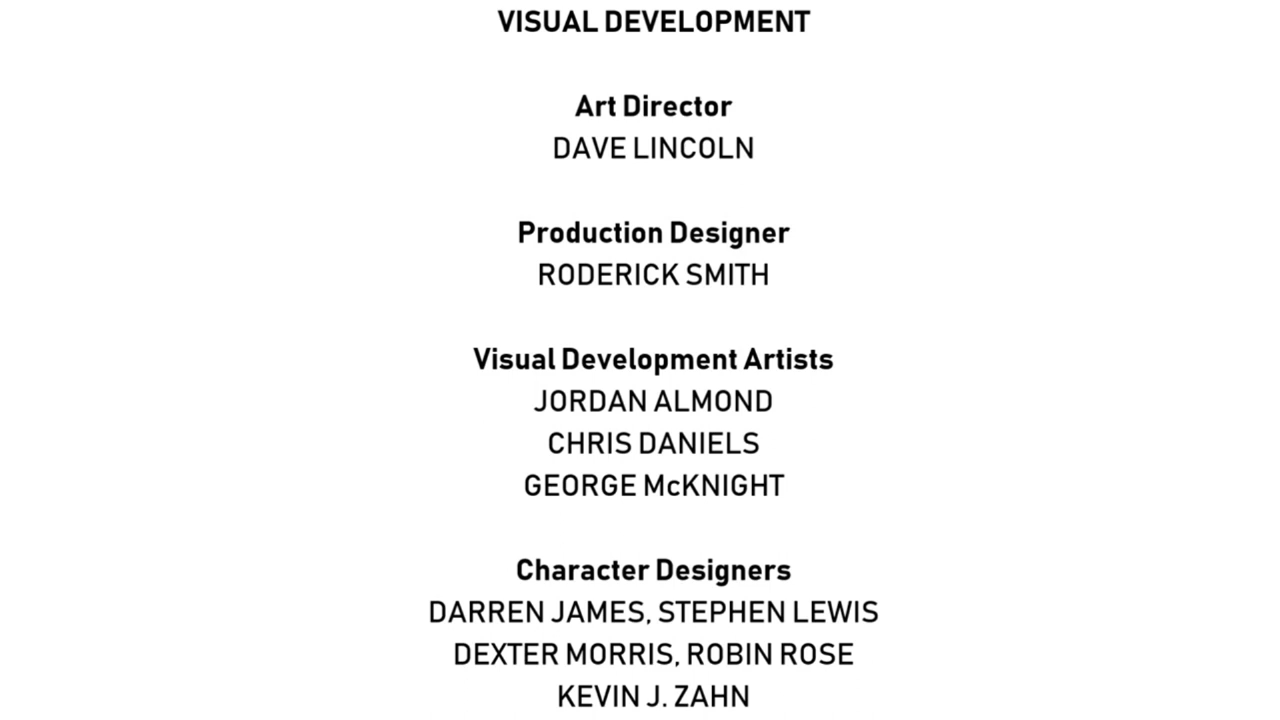 VISUAL DEVELOPMENT
Art Director
DAVE LINCOLN
Production Designer
RODERICK SMITH
Visual Development Artists
JORDAN ALMOND
CHRIS DANIELS
GEORGE McKNIGHT
Character Designers
DARREN JAMES, STEPHEN LEWIS
DEXTER MORRIS, ROBIN ROSE
KEVIN J. ZAHN